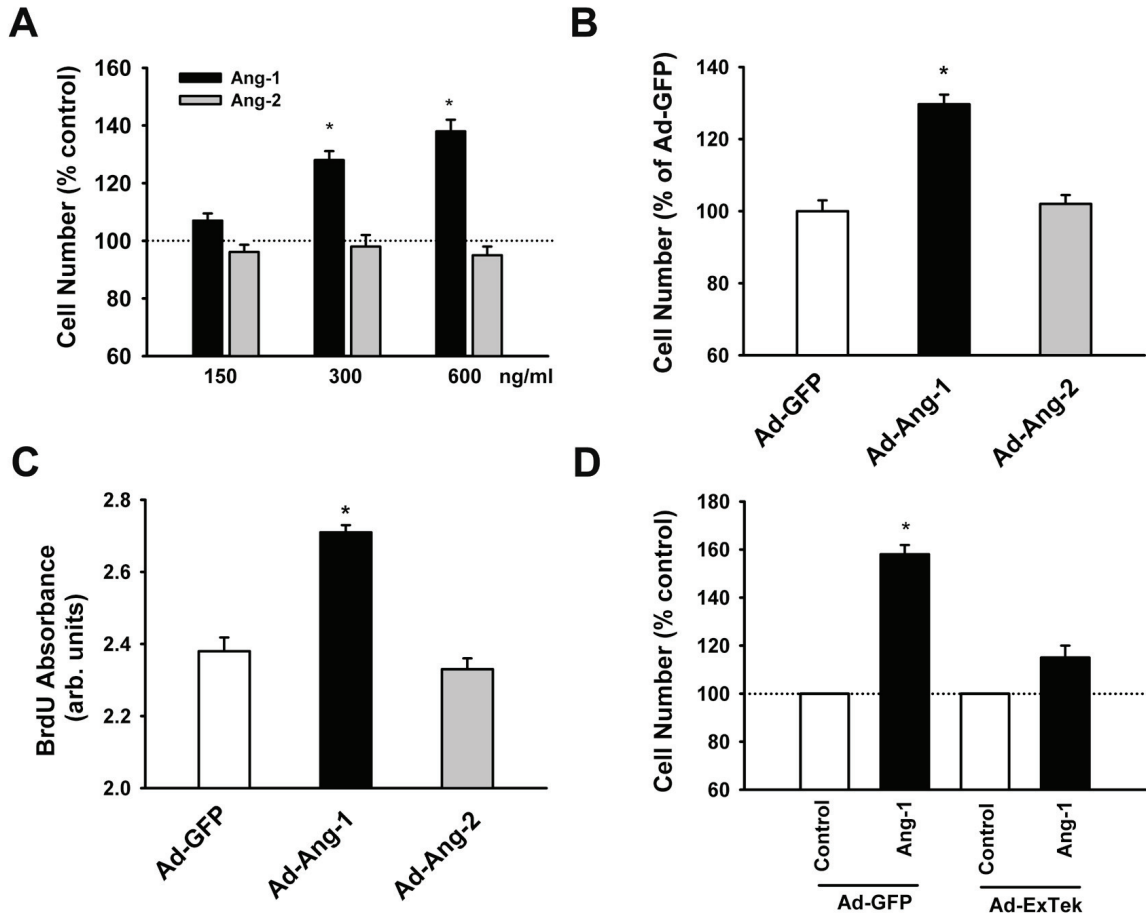 A
Cell Number (% control)
160
140
120
100
80
60
Ang-1
Ang-2
*
*
150 300 600 ng/ml
B
Cell Number (% of Ad-GFP)
140
120
100
80
60
*
Ad-GFP
Ad-Ang-1
Ad-Ang-2
C
BrdU Absorbance
(arb. units)
2.8
2.6
2.4
2.2
2.0
*
Ad-GFP
Ad-Ang-1
Ad-Ang-2
D
Cell Number (% control)
180
160
140
120
100
80
60
*
Control
Ang-1
Control
Ang-1
Ad-GFP
Ad-ExTek